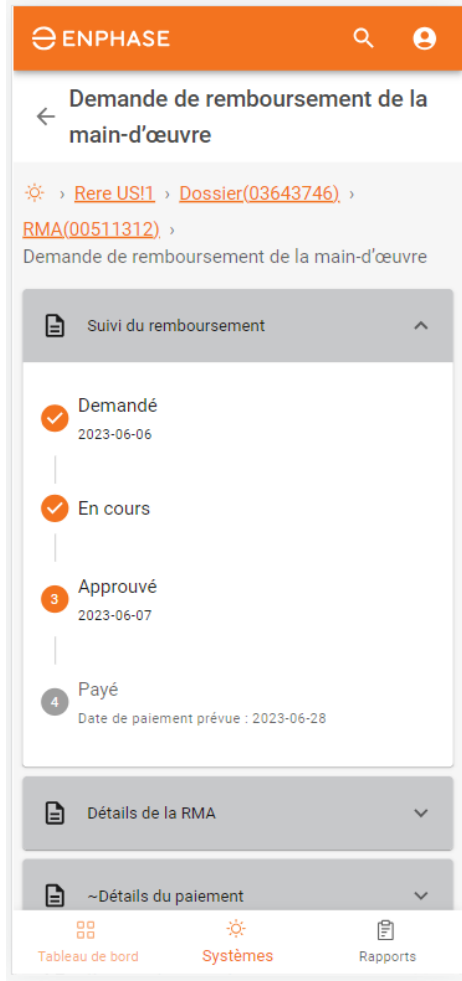 ENPHASE
Demande de remboursement de la
main-d’œuvre
› Rere US!1 › Dossier(03643746) ›
RMA(00511312) ›
Demande de remboursement de la main-d’œuvre
Suivi du remboursement
Demandé
2023-06-06
En cours
3 Approuvé
2023-06-07
4 Payé
Date de paiement prévue : 2023-06-28
Détails de la RMA
~Détails du paiement
Tableau de bord Systèmes Rapports